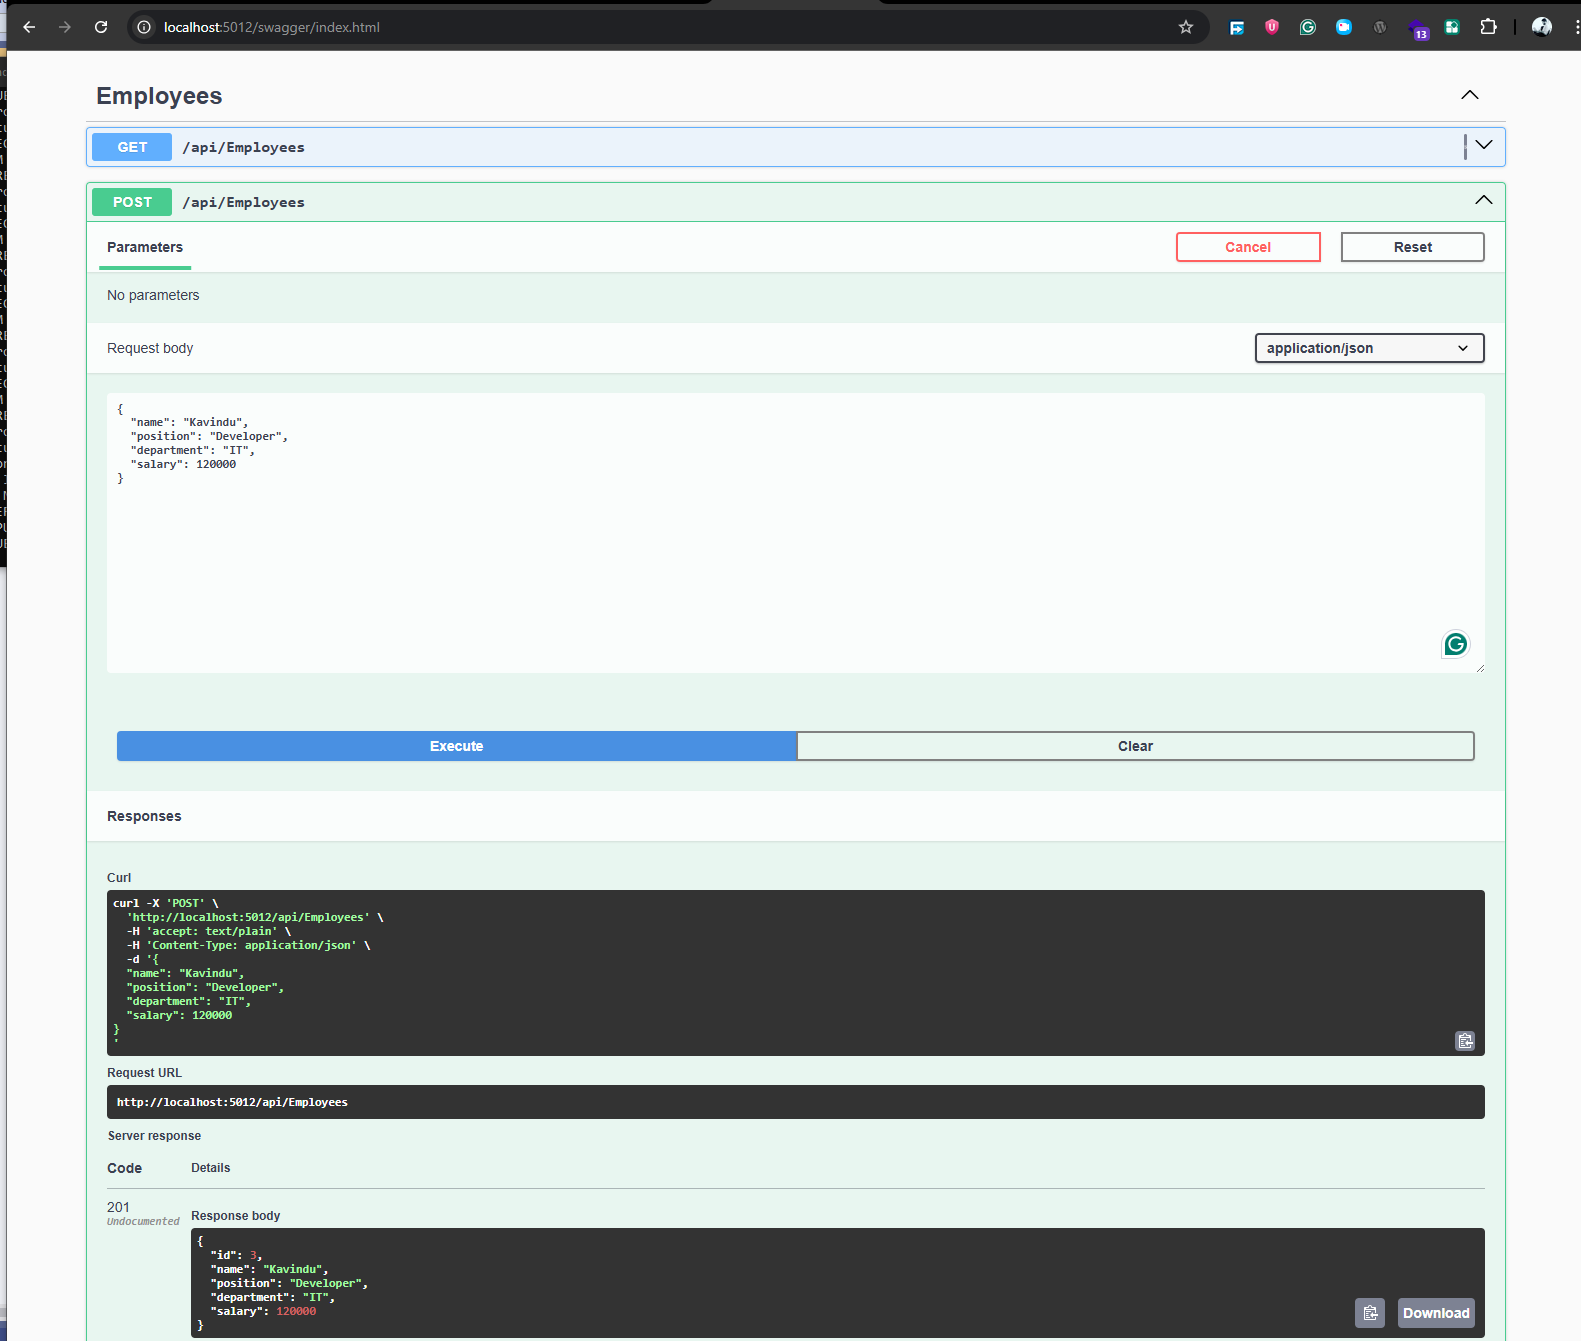 localhost:5012/swagger/index.html
13
Employees
GET /api/Employees
POST /api/Employees
Parameters
Cancel
Reset
No parameters
Request body
application/json
{
  "name": "Kavindu",
  "position": "Developer",
  "department": "IT",
  "salary": 120000
}
Execute
Clear
Responses
Curl
curl -X 'POST' \
  'http://localhost:5012/api/Employees' \
  -H 'accept: text/plain' \
  -H 'Content-Type: application/json' \
  -d '{
  "name": "Kavindu",
  "position": "Developer",
  "department": "IT",
  "salary": 120000
}
'
Request URL
http://localhost:5012/api/Employees
Server response
Code Details
201
Undocumented
Response body
{
  "id": 3,
  "name": "Kavindu",
  "position": "Developer",
  "department": "IT",
  "salary": 120000
}
Download